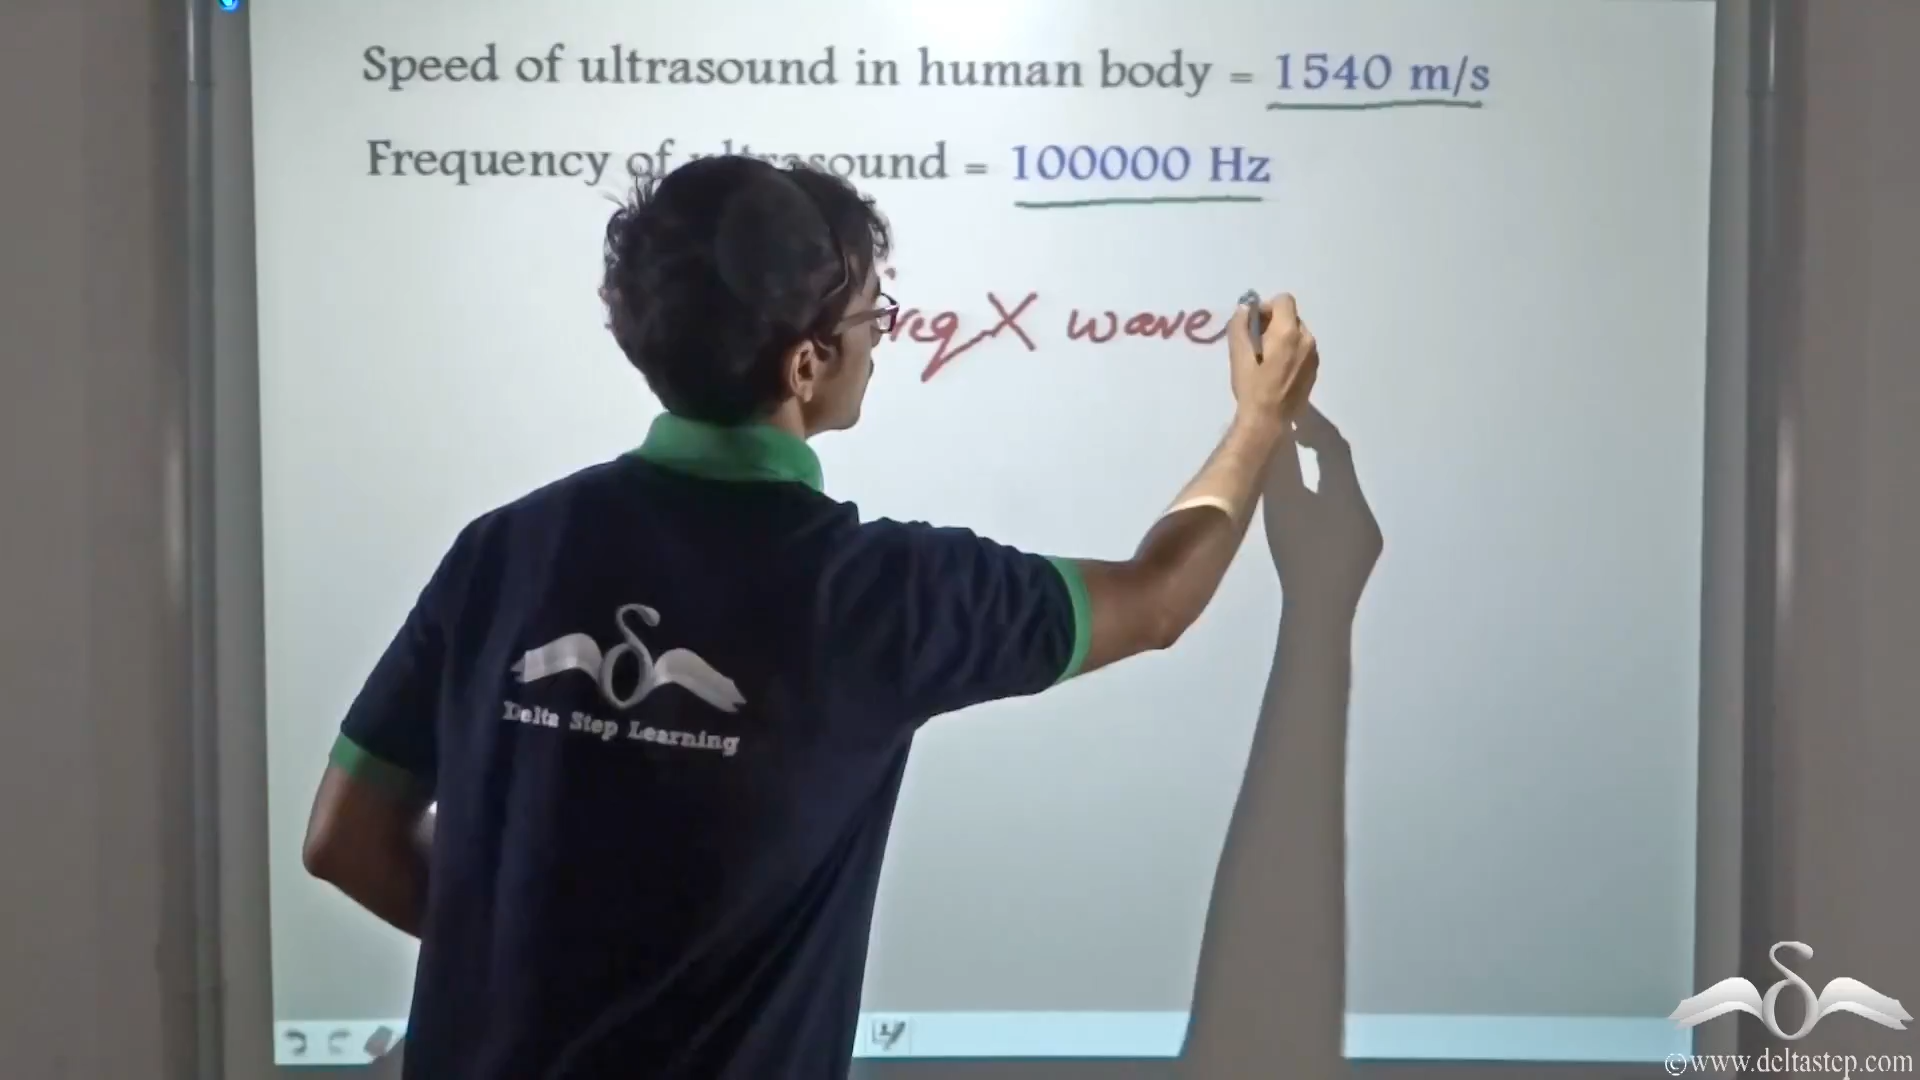 Speed of ultrasound in human body = 1540 m/s
Frequency of ultrasound = 100000 Hz
freq X wave
Delta Step Learning
©www.deltastep.com